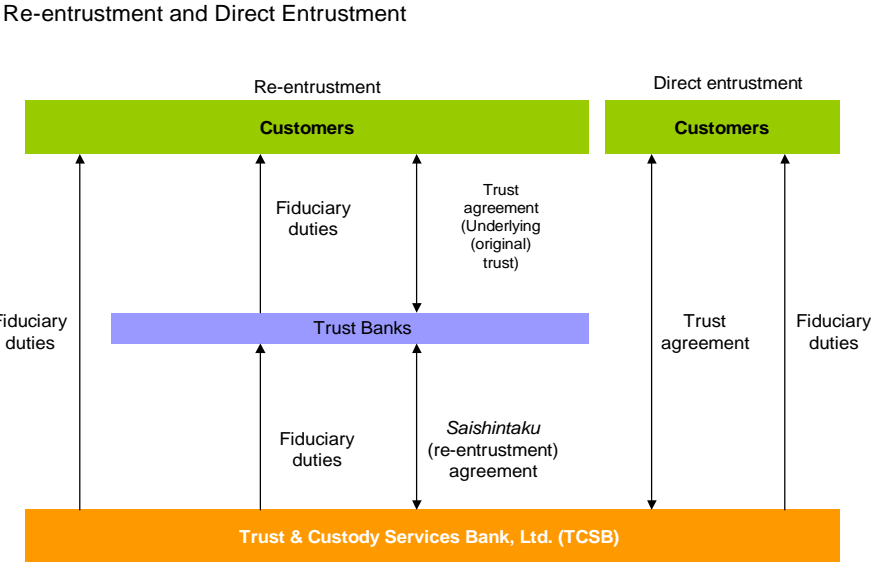 Re-entrustment and Direct Entrustment
Re-entrustment
Direct entrustment
Customers
Customers
Fiduciary
duties
Trust
agreement
(Underlying
(original)
trust)
Trust Banks
Fiduciary
duties
Trust
agreement
Fiduciary
duties
Fiduciary
duties
Saishintaku
(re-entrustment)
agreement
Trust & Custody Services Bank, Ltd. (TCSB)